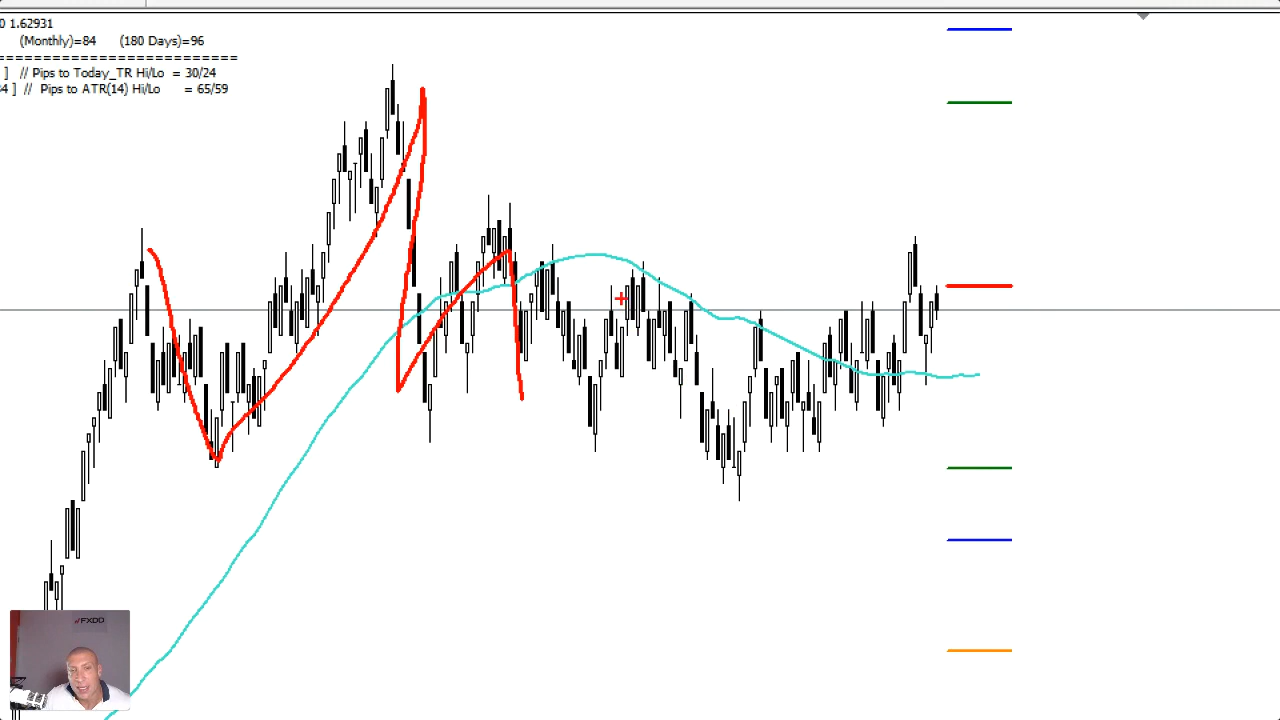 0 1.62931
(Monthly)=84 (180 Days)=96
==========================
] // Pips to Today_TR Hi/Lo = 30/24
4 ] // Pips to ATR(14) Hi/Lo = 65/59
//FXDD